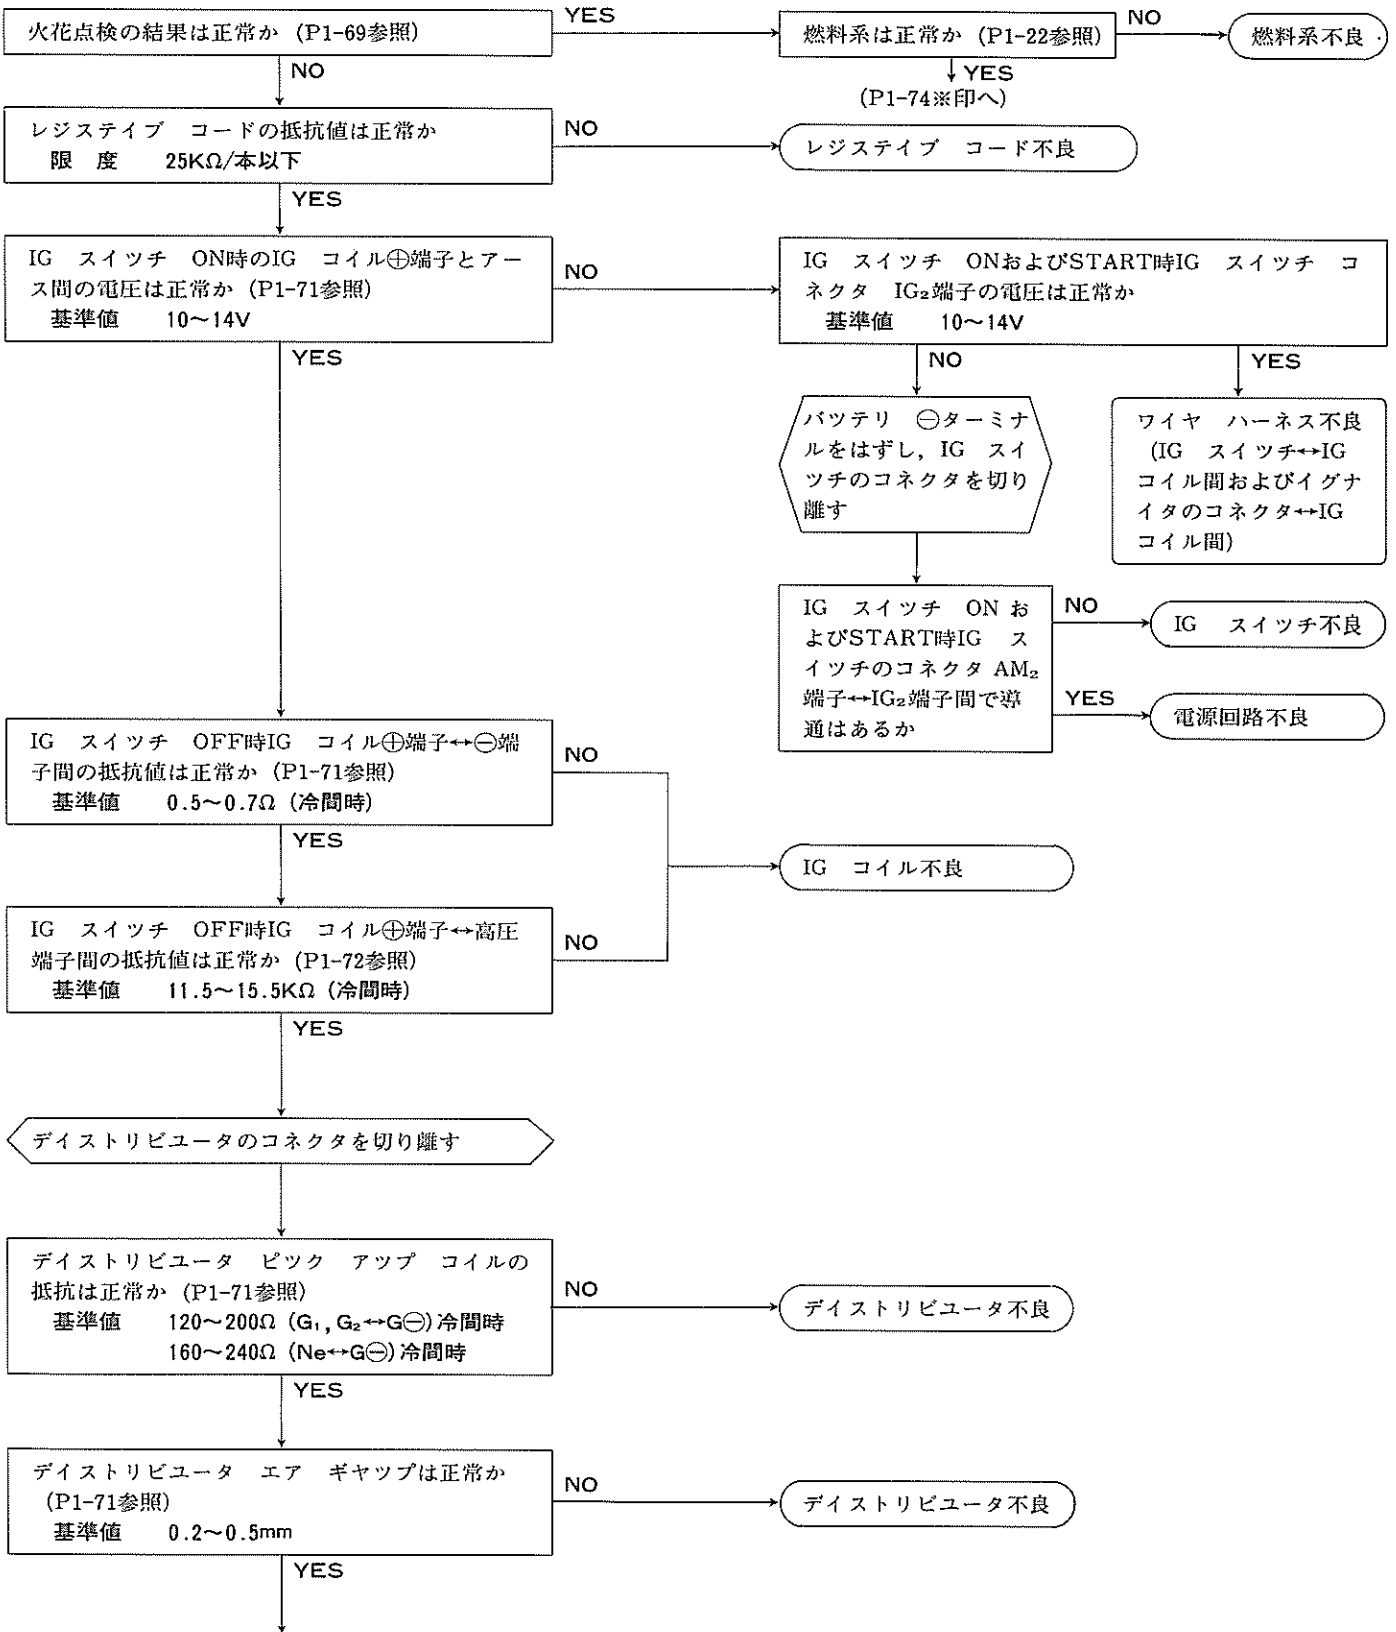 火花点検の結果は正常か (P1-69参照)
YES
燃料系は正常か (P1-22参照)
NO
燃料系不良
YES
(P1-74※印へ)
NO
レジステイブ　コードの抵抗値は正常か
限　度　　25KΩ/本以下
NO
レジステイブ　コード不良
YES
IG　スイツチ　ON時のIG　コイル⊕端子とアー
ス間の電圧は正常か (P1-71参照)
基準値　　10～14V
NO
IG　スイツチ　ONおよびSTART時IG　スイツチ　コ
ネクタ　IG₂端子の電圧は正常か
基準値　　10～14V
YES
NO
YES
バツテリ　⊖ターミナ
ルをはずし，IG　スイ
ツチのコネクタを切り
離す
ワイヤ　ハーネス不良
(IG　スイツチ↔IG
コイル間およびイグナ
イタのコネクタ↔IG
コイル間)
IG　スイツチ　ON お
よびSTART時IG　ス
イツチのコネクタ AM₂
端子↔IG₂端子間で導
通はあるか
NO
IG　スイツチ不良
YES
電源回路不良
IG　スイツチ　OFF時IG　コイル⊕端子↔⊖端
子間の抵抗値は正常か (P1-71参照)
基準値　　0.5～0.7Ω (冷間時)
NO
YES
IG　コイル不良
IG　スイツチ　OFF時IG　コイル⊕端子↔高圧
端子間の抵抗値は正常か (P1-72参照)
基準値　　11.5～15.5KΩ (冷間時)
NO
YES
デイストリビユータのコネクタを切り離す
デイストリビユータ　ピツク　アツプ　コイルの
抵抗は正常か (P1-71参照)
基準値　　120～200Ω (G₁, G₂↔G⊖) 冷間時
160～240Ω (Ne↔G⊖) 冷間時
NO
デイストリビユータ不良
YES
デイストリビユータ　エア　ギヤツプは正常か
(P1-71参照)
基準値　　0.2～0.5mm
NO
デイストリビユータ不良
YES